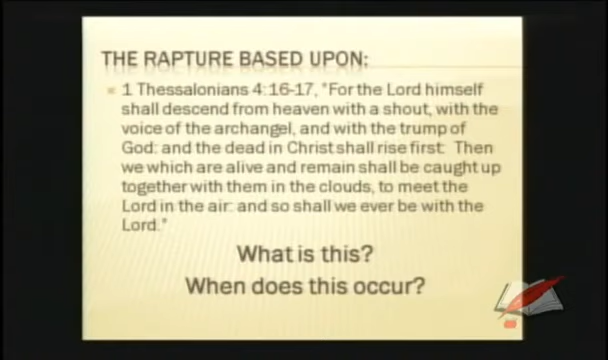 THE RAPTURE BASED UPON:
1 Thessalonians 4:16-17, "For the Lord himself
shall descend from heaven with a shout, with the
voice of the archangel, and with the trump of
God: and the dead in Christ shall rise first: Then
we which are alive and remain shall be caught up
together with them in the clouds, to meet the
Lord in the air: and so shall we ever be with the
Lord."
What is this?
When does this occur?